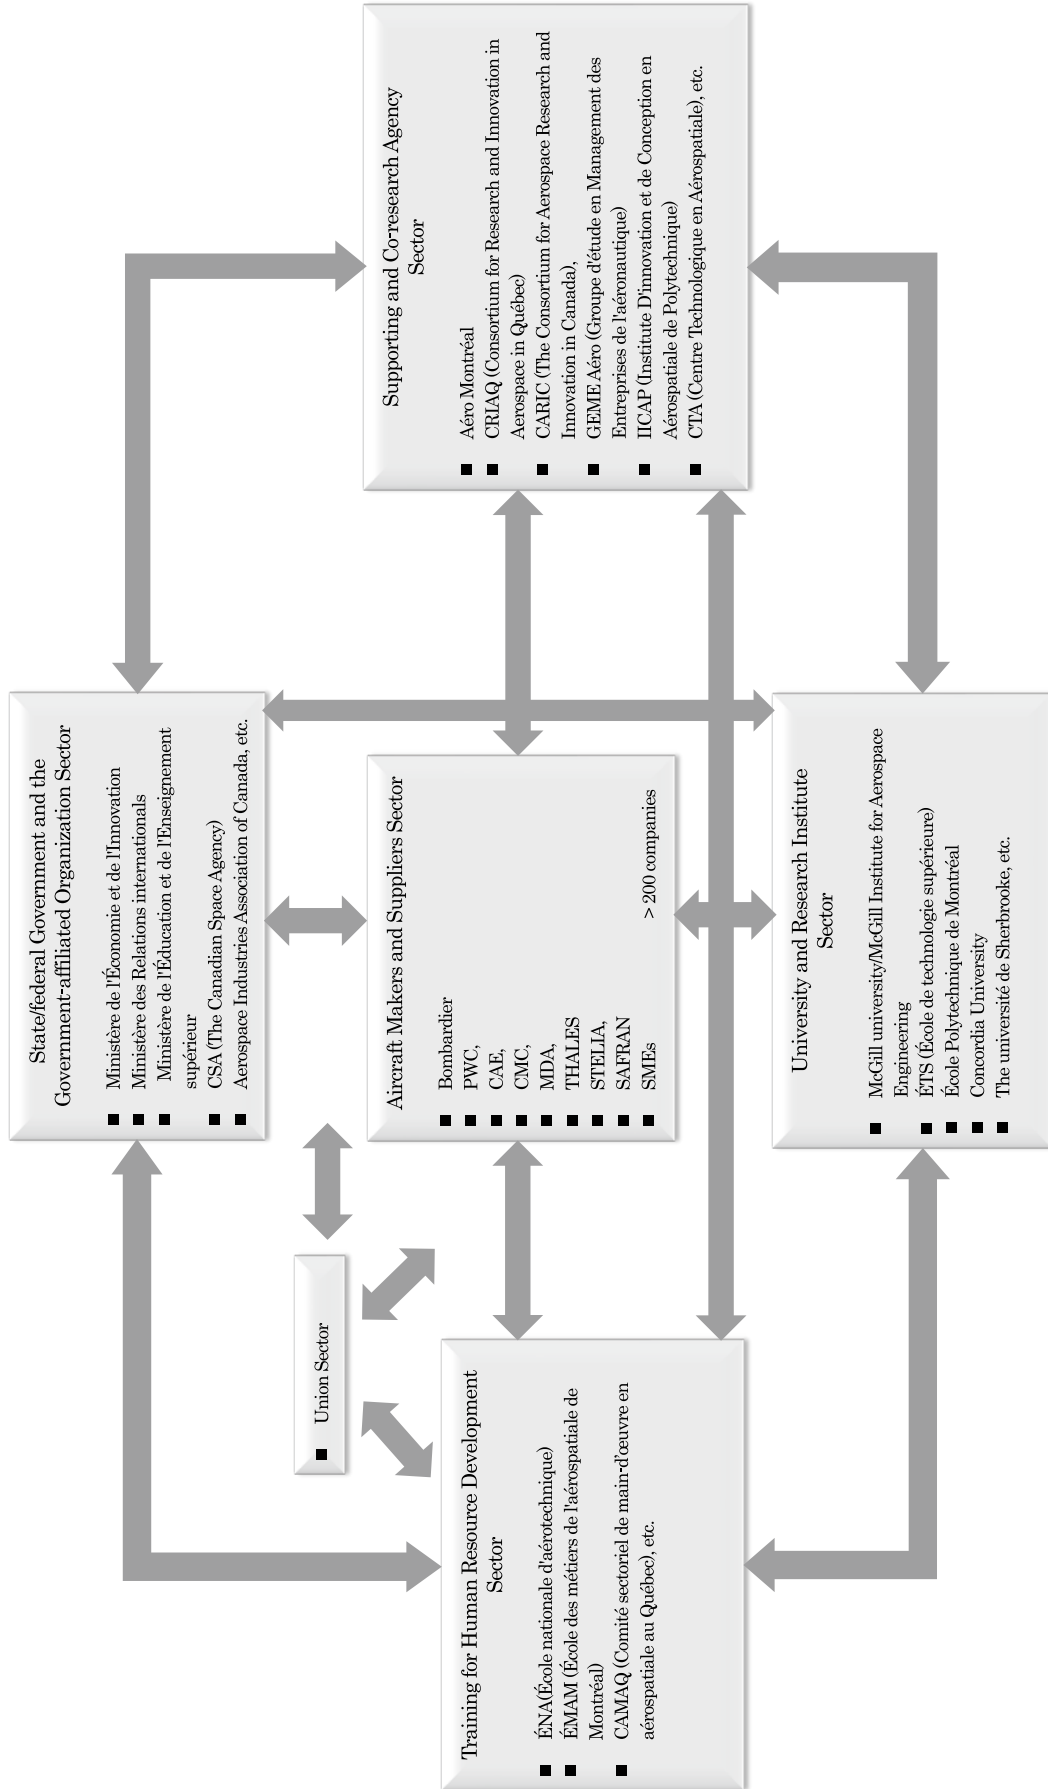 State/federal Government and the
Government-affiliated Organization Sector
Ministère de l'Économie et de l'Innovation
Ministère des Relations internationals
Ministère de l'Éducation et de l'Enseignement
supérieur
CSA (The Canadian Space Agency)
Aerospace Industries Association of Canada, etc.
Union Sector
Training for Human Resource Development
Sector
ÉNA(École nationale d'aérotechnique)
ÉMAM (École des métiers de l'aérospatiale de
Montréal)
CAMAQ (Comité sectoriel de main-d'œuvre en
aérospatiale au Québec), etc.
Aircraft Makers and Suppliers Sector
Bombardier
PWC,
CAE,
CMC,
MDA,
THALES
STELIA,
SAFRAN
SMEs > 200 companies
Supporting and Co-research Agency
Sector
Aéro Montréal
CRIAQ (Consortium for Research and Innovation in
Aerospace in Québec)
CARIC (The Consortium for Aerospace Research and
Innovation in Canada),
GEME Aéro (Groupe d'étude en Management des
Entreprises de l'aéronautique)
IICAP (Institute D'innovation et de Conception en
Aérospatiale de Polytechnique)
CTA (Centre Technologique en Aérospatiale), etc.
University and Research Institute
Sector
McGill university/McGill Institute for Aerospace
Engineering
ÉTS (École de technologie supérieure)
École Polytechnique de Montréal
Concordia University
The université de Sherbrooke, etc.